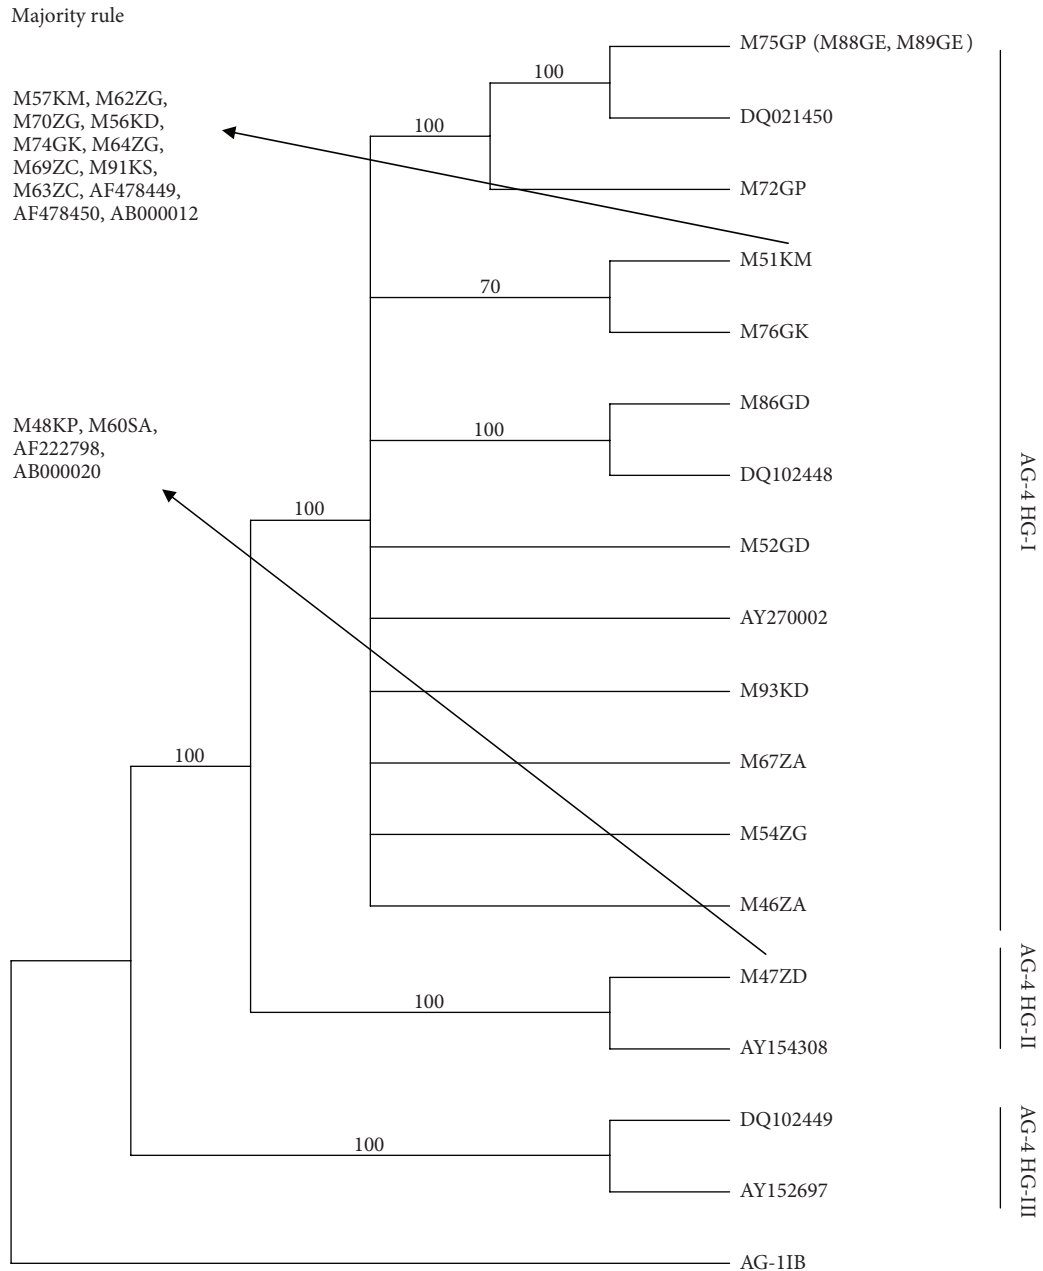 Majority rule
M75GP (M88GE, M89GE)
100
M57KM, M62ZG,
M70ZG, M56KD,
M74GK, M64ZG,
M69ZC, M91KS,
M63ZC, AF478449,
AF478450, AB000012
DQ021450
100
M72GP
M51KM
70
M76GK
M86GD
M48KP, M60SA,
AF222798,
AB000020
100
DQ102448
AG-4 HG-I
100
M52GD
AY270002
M93KD
100
M67ZA
M54ZG
M46ZA
M47ZD
AG-4 HG-II
100
AY154308
DQ102449
100
AG-4 HG-III
AY152697
AG-1IB